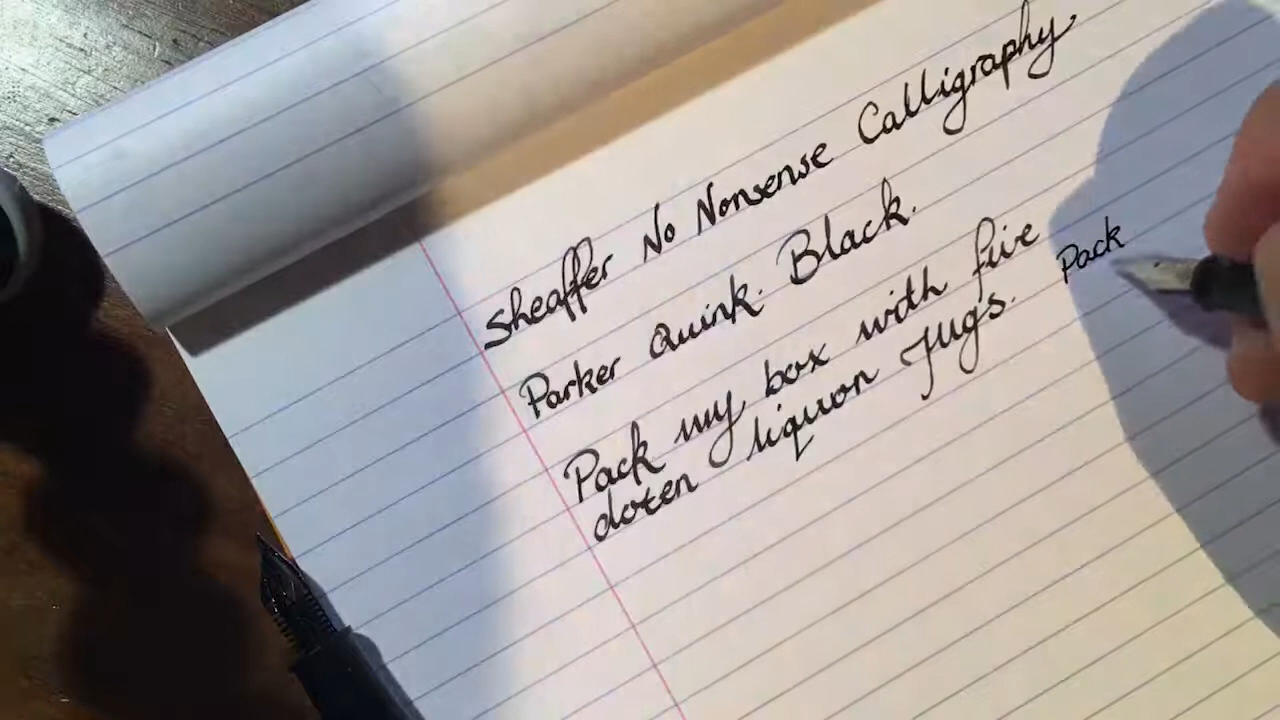 Sheaffer No Nonsense Calligraphy
Parker Quink. Black.
Pack my box with five
dozen liquor Jugs. Pack